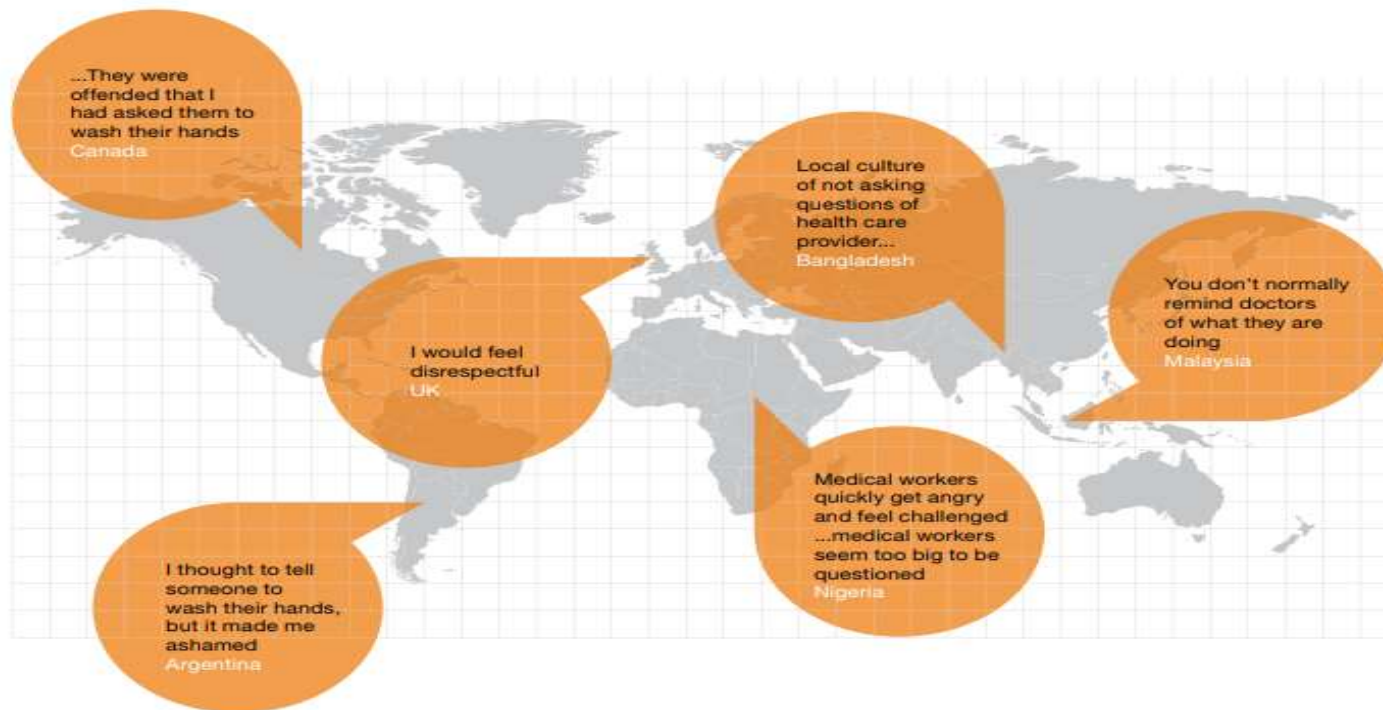 ...They were
offended that I
had asked them to
wash their hands
Canada
Local culture
of not asking
questions of
health care
provider...
Bangladesh
You don't normally
remind doctors
of what they are
doing
Malaysia
I would feel
disrespectful
UK
Medical workers
quickly get angry
and feel challenged
...medical workers
seem too big to be
questioned
Nigeria
I thought to tell
someone to
wash their hands,
but it made me
ashamed
Argentina